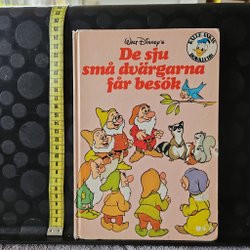 KALLE ANKAS
BOKKLUBB
Walt Disney's
De sju
små dvärgarna
får besök